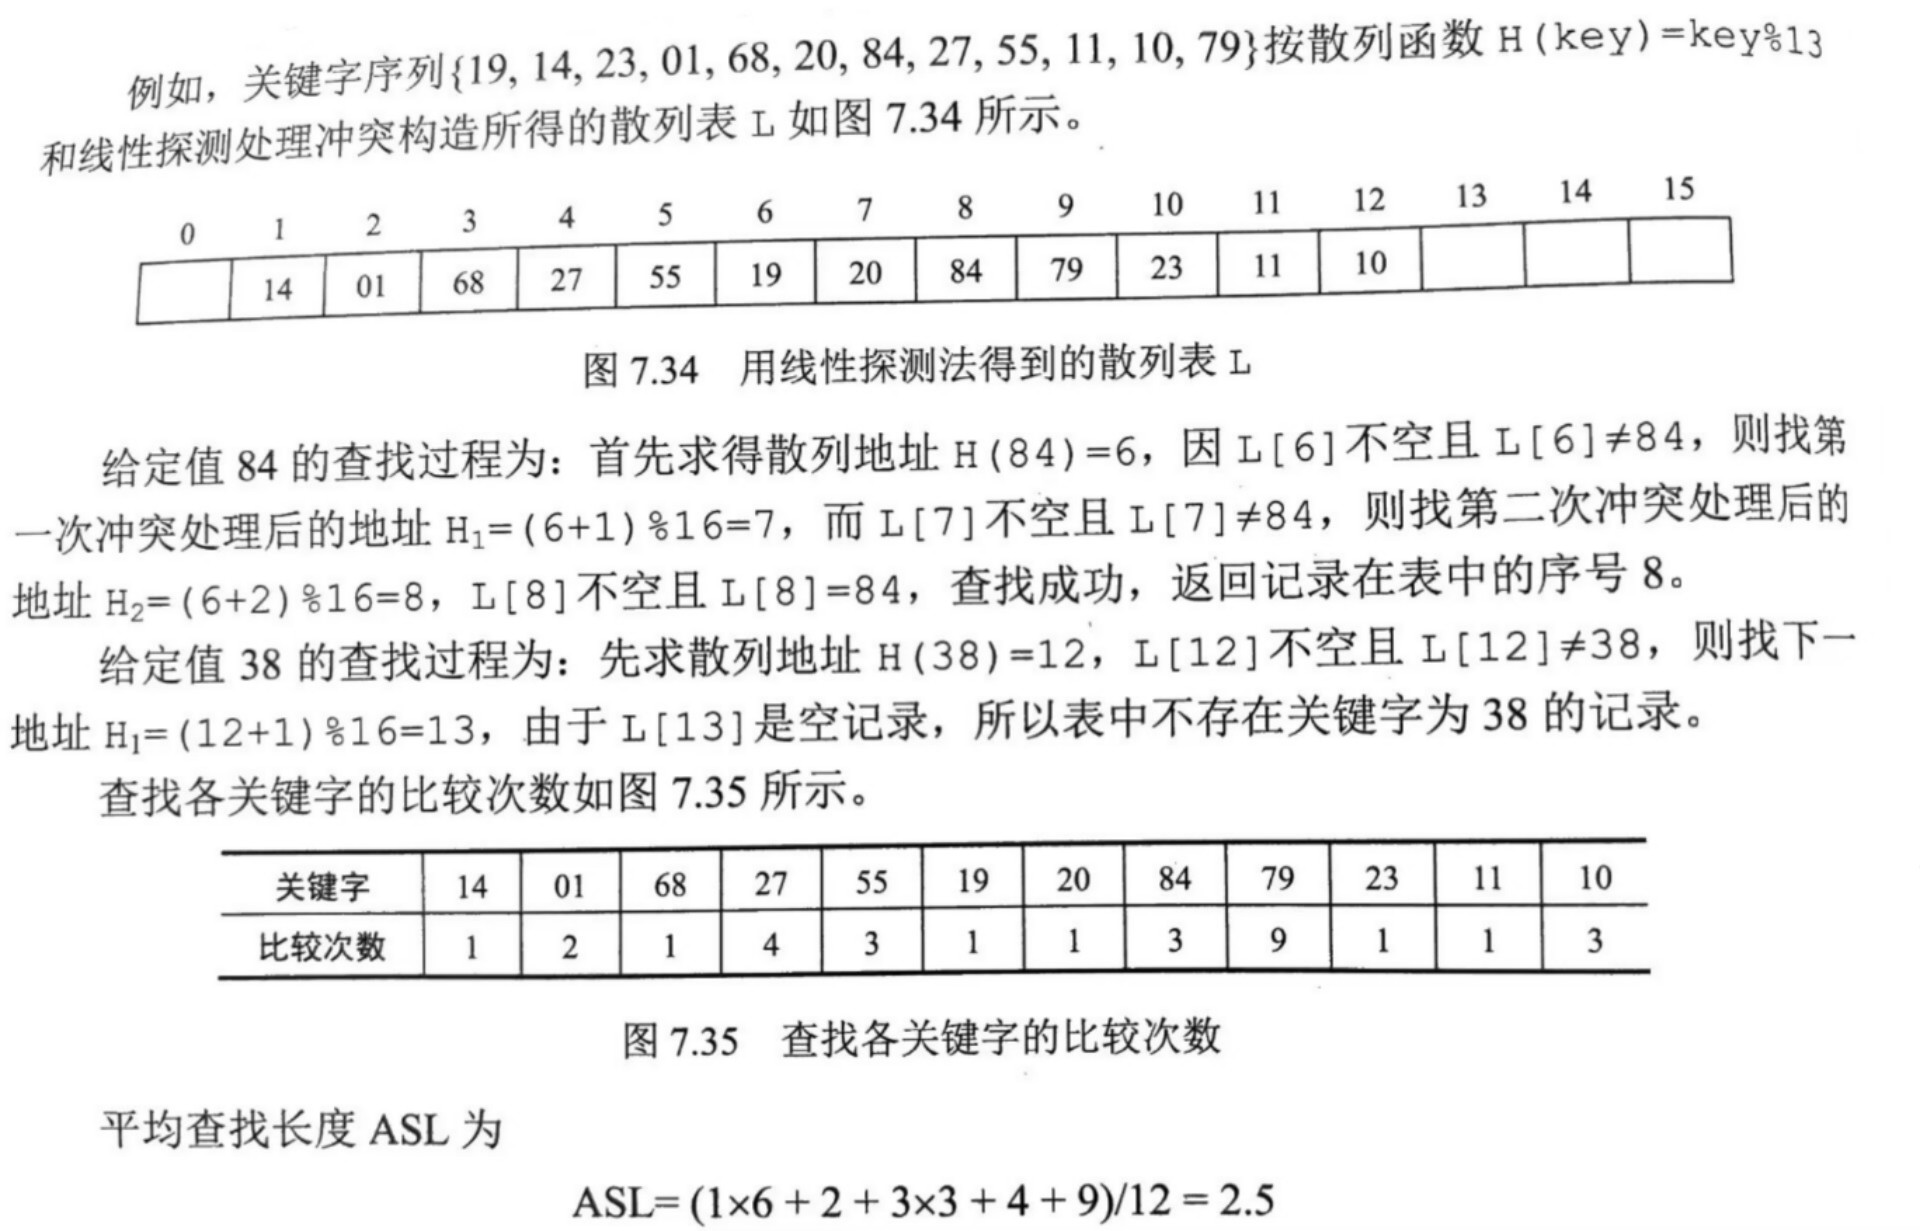 例如，关键字序列{19, 14, 23, 01, 68, 20, 84, 27, 55, 11, 10, 79}按散列函数 H(key)=key%13
和线性探测处理冲突构造所得的散列表 L 如图 7.34 所示。
0 1 2 3 4 5 6 7 8 9 10 11 12 13 14 15
14 01 68 27 55 19 20 84 79 23 11 10
图 7.34 用线性探测法得到的散列表 L
给定值 84 的查找过程为：首先求得散列地址 H(84)=6，因 L[6]不空且 L[6]≠84，则找第
一次冲突处理后的地址 H₁=(6+1)%16=7，而 L[7]不空且 L[7]≠84，则找第二次冲突处理后的
地址 H₂=(6+2)%16=8，L[8]不空且 L[8]=84，查找成功，返回记录在表中的序号 8。
给定值 38 的查找过程为：先求散列地址 H(38)=12，L[12]不空且 L[12]≠38，则找下一
地址 H₁=(12+1)%16=13，由于 L[13]是空记录，所以表中不存在关键字为 38 的记录。
查找各关键字的比较次数如图 7.35 所示。
关键字 14 01 68 27 55 19 20 84 79 23 11 10
比较次数 1 2 1 4 3 1 1 3 9 1 1 3
图 7.35 查找各关键字的比较次数
平均查找长度 ASL 为
ASL= (1×6 + 2 + 3×3 + 4 + 9)/12 = 2.5